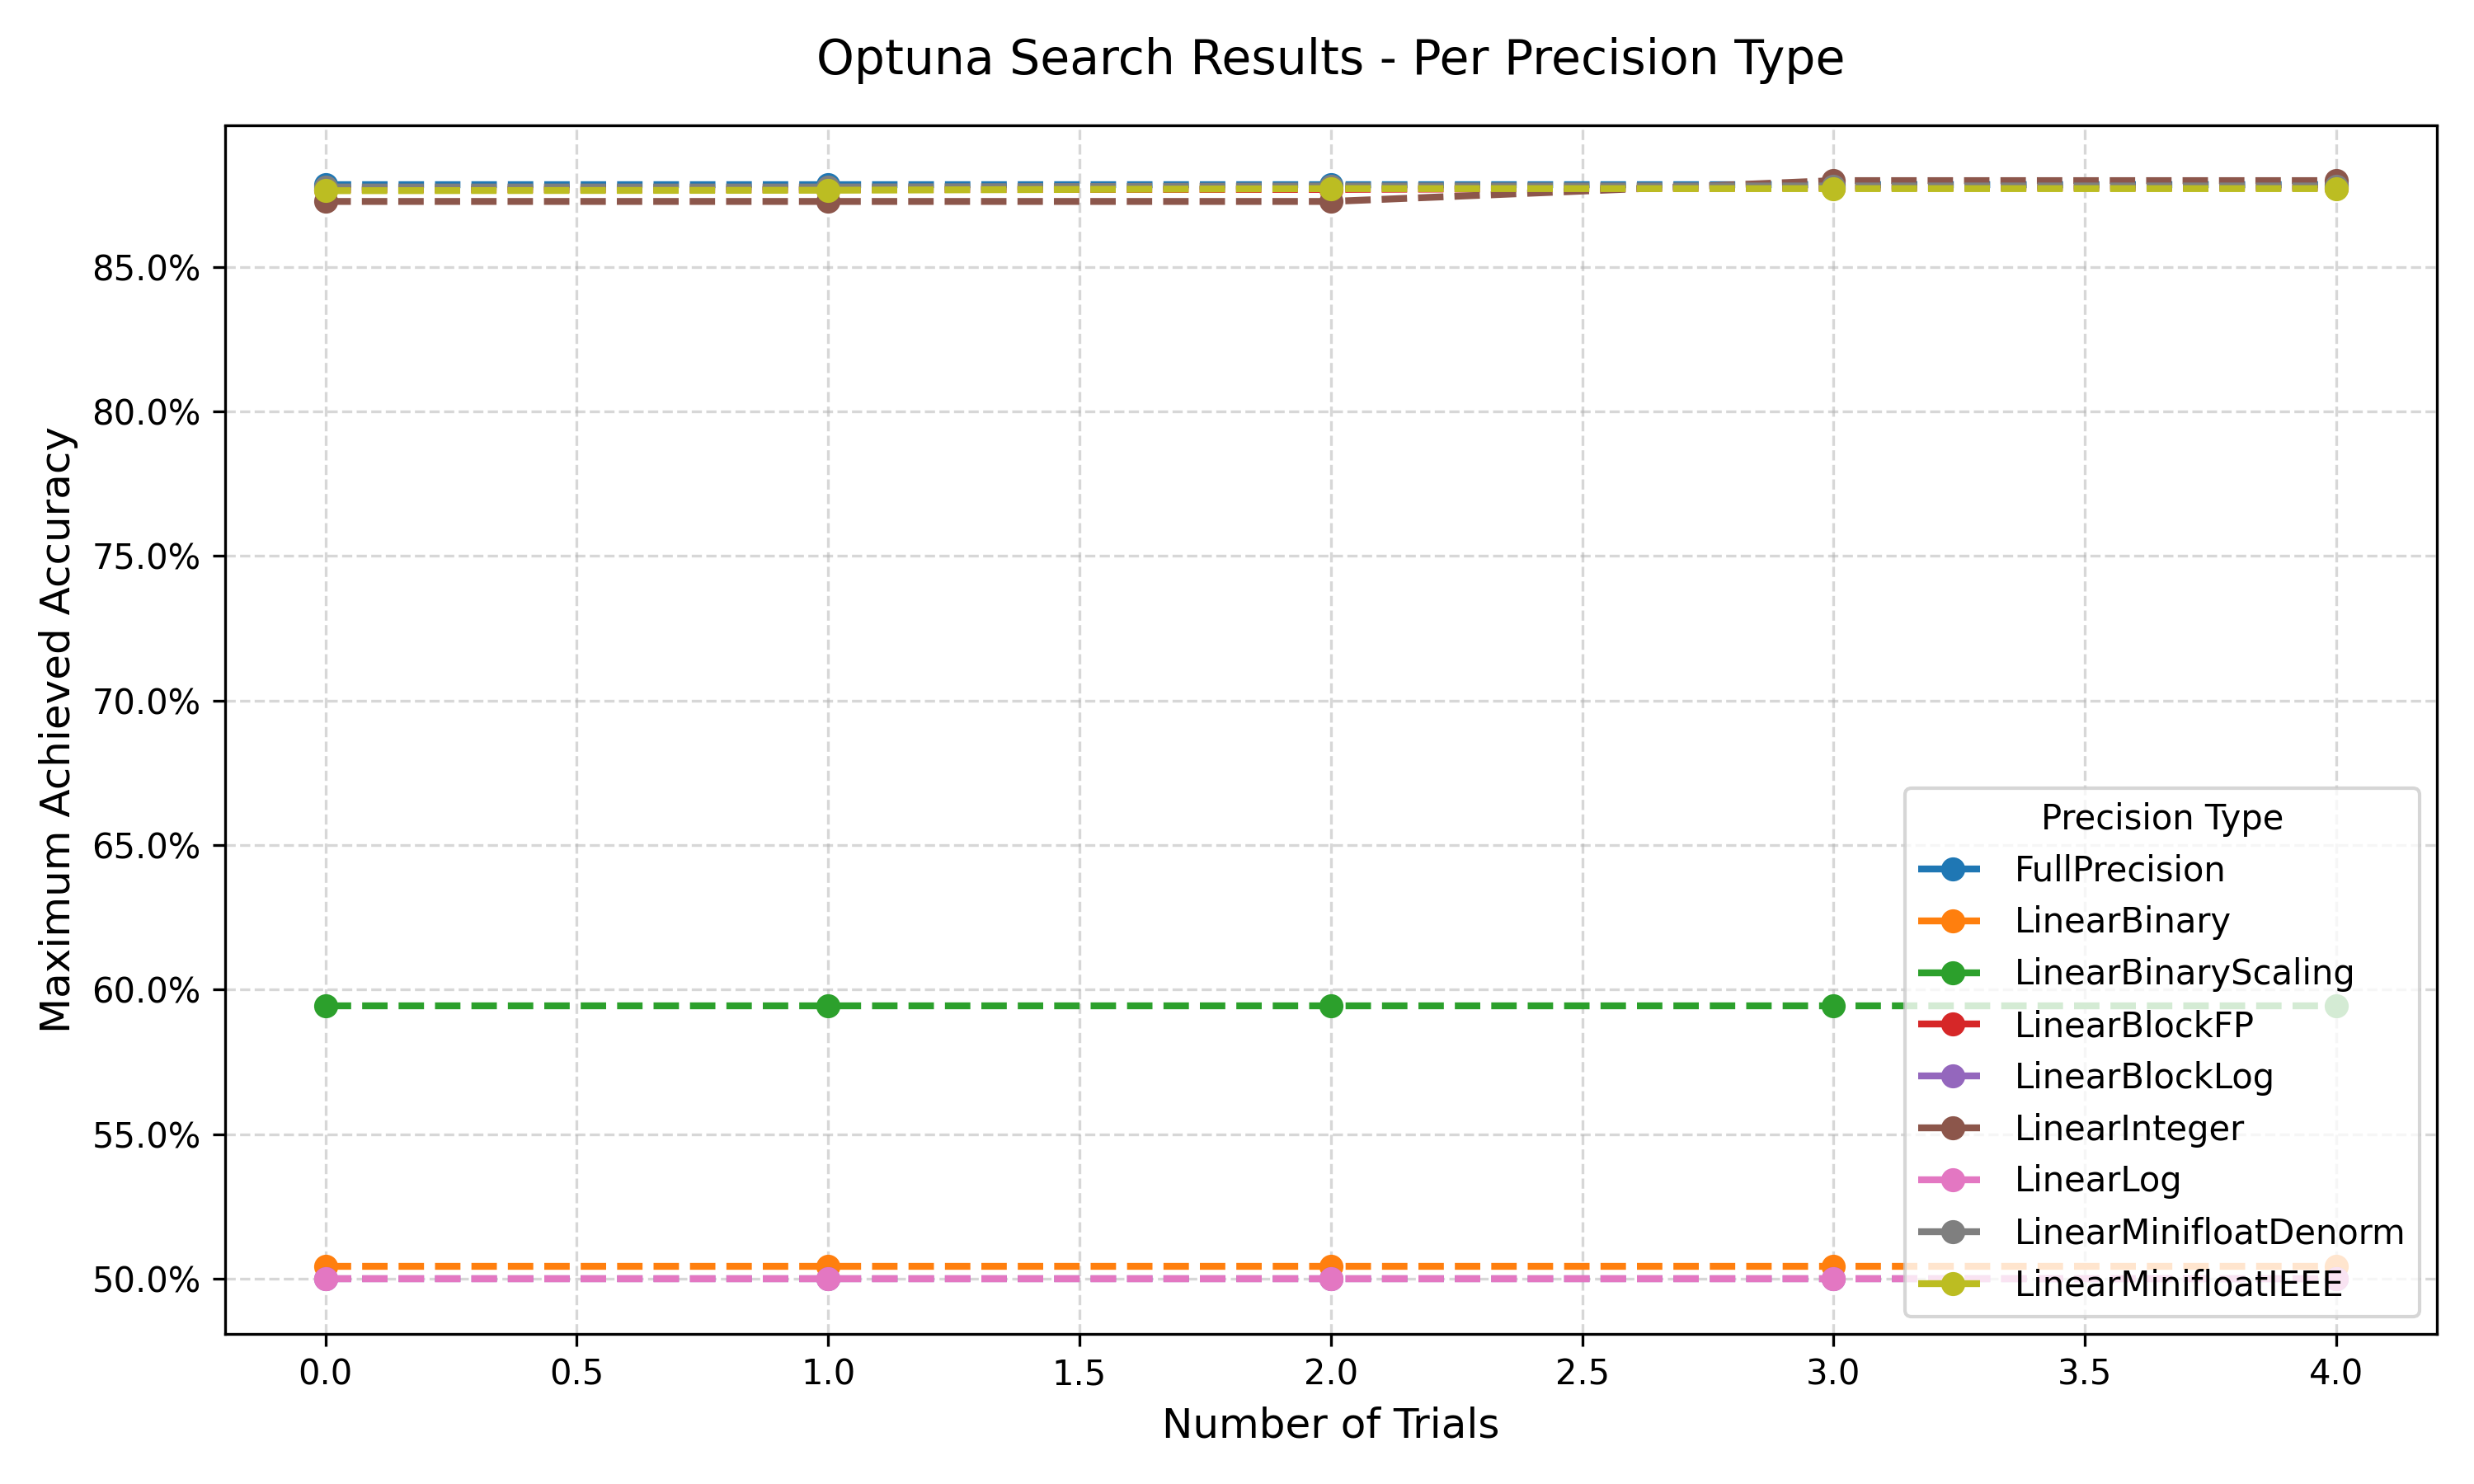 Optuna Search Results - Per Precision Type
Maximum Achieved Accuracy
85.0%
80.0%
75.0%
70.0%
65.0%
60.0%
55.0%
50.0%
Precision Type
FullPrecision
LinearBinary
LinearBinaryScaling
LinearBlockFP
LinearBlockLog
LinearInteger
LinearLog
LinearMinifloatDenorm
LinearMinifloatIEEE
0.0 0.5 1.0 1.5 2.0 2.5 3.0 3.5 4.0
Number of Trials